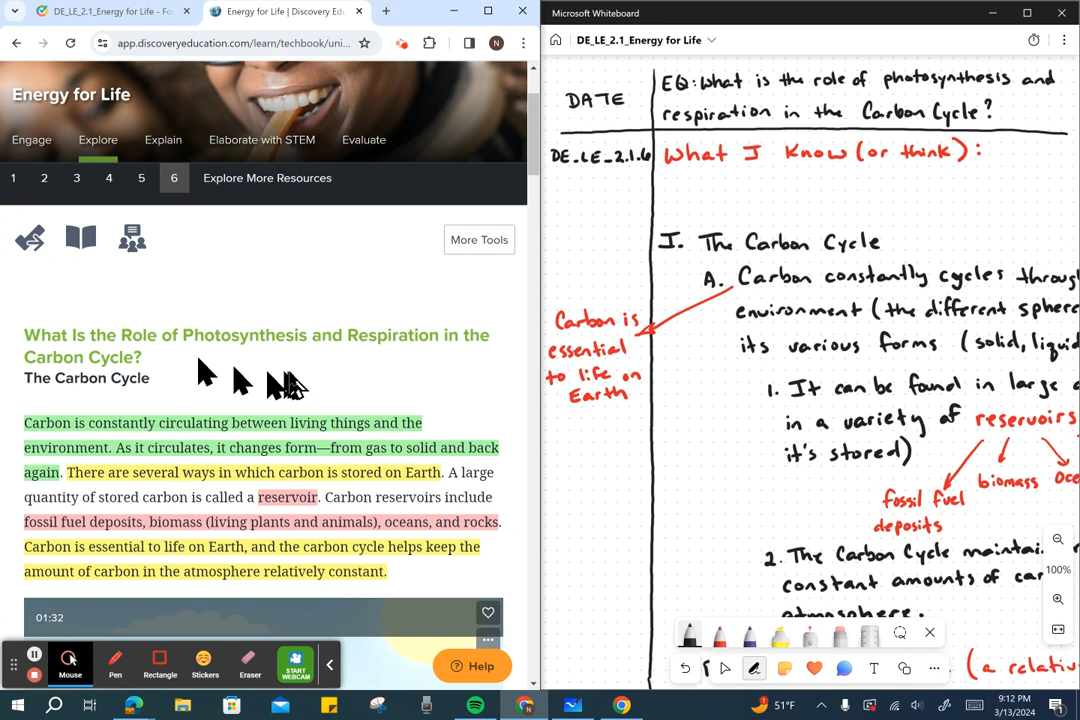 DE_LE_2.1_Energy for Life - Fo
Energy for Life | Discovery Edu
app.discoveryeducation.com/learn/techbook/uni...
N
Energy for Life
Engage Explore Explain Elaborate with STEM Evaluate
1 2 3 4 5 6 Explore More Resources
More Tools
What Is the Role of Photosynthesis and Respiration in the
Carbon Cycle?
The Carbon Cycle
Carbon is constantly circulating between living things and the
environment. As it circulates, it changes form—from gas to solid and back
again. There are several ways in which carbon is stored on Earth. A large
quantity of stored carbon is called a reservoir. Carbon reservoirs include
fossil fuel deposits, biomass (living plants and animals), oceans, and rocks.
Carbon is essential to life on Earth, and the carbon cycle helps keep the
amount of carbon in the atmosphere relatively constant.
01:32
Mouse Pen Rectangle Stickers Eraser START WEBCAM
Help
Microsoft Whiteboard
DE_LE_2.1_Energy for Life
DATE
EQ: What is the role of photosynthesis and
respiration in the Carbon Cycle?
DE_LE_2.1.6
What I Know (or think):
I. The Carbon Cycle
A. Carbon constantly cycles throug
environment (the different sphere
its various forms (solid, liquid
Carbon is
essential
to life on
Earth
1. It can be found in large
in a variety of reservoirs
it's stored)
fossil fuel
deposits
biomass
oce
2. The Carbon Cycle maintai
constant amounts of car
atmosphere.
(a relativ
100%
51°F
9:12 PM
3/13/2024